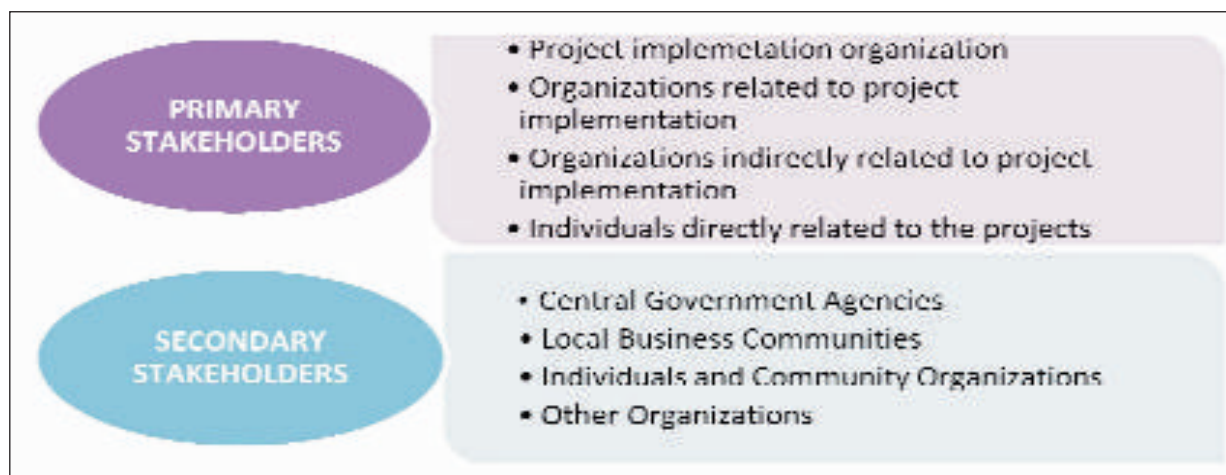 PRIMARY
STAKEHOLDERS
• Project implemetation organization
• Organizations related to project
implementation
• Organizations indirectly related to project
implementation
• Individuals directly related to the projects
SECONDARY
STAKEHOLDERS
• Central Government Agencies
• Local Business Communities
• Individuals and Community Organizations
• Other Organizations